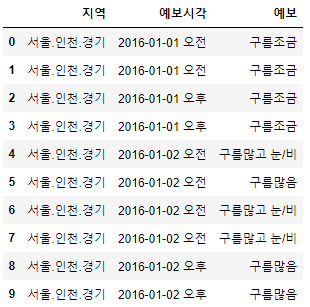 지역 예보시각 예보
0 서울.인천.경기 2016-01-01 오전 구름조금
1 서울.인천.경기 2016-01-01 오전 구름조금
2 서울.인천.경기 2016-01-01 오후 구름조금
3 서울.인천.경기 2016-01-01 오후 구름조금
4 서울.인천.경기 2016-01-02 오전 구름많고 눈/비
5 서울.인천.경기 2016-01-02 오전 구름많음
6 서울.인천.경기 2016-01-02 오전 구름많고 눈/비
7 서울.인천.경기 2016-01-02 오전 구름많고 눈/비
8 서울.인천.경기 2016-01-02 오후 구름많음
9 서울.인천.경기 2016-01-02 오후 구름많음